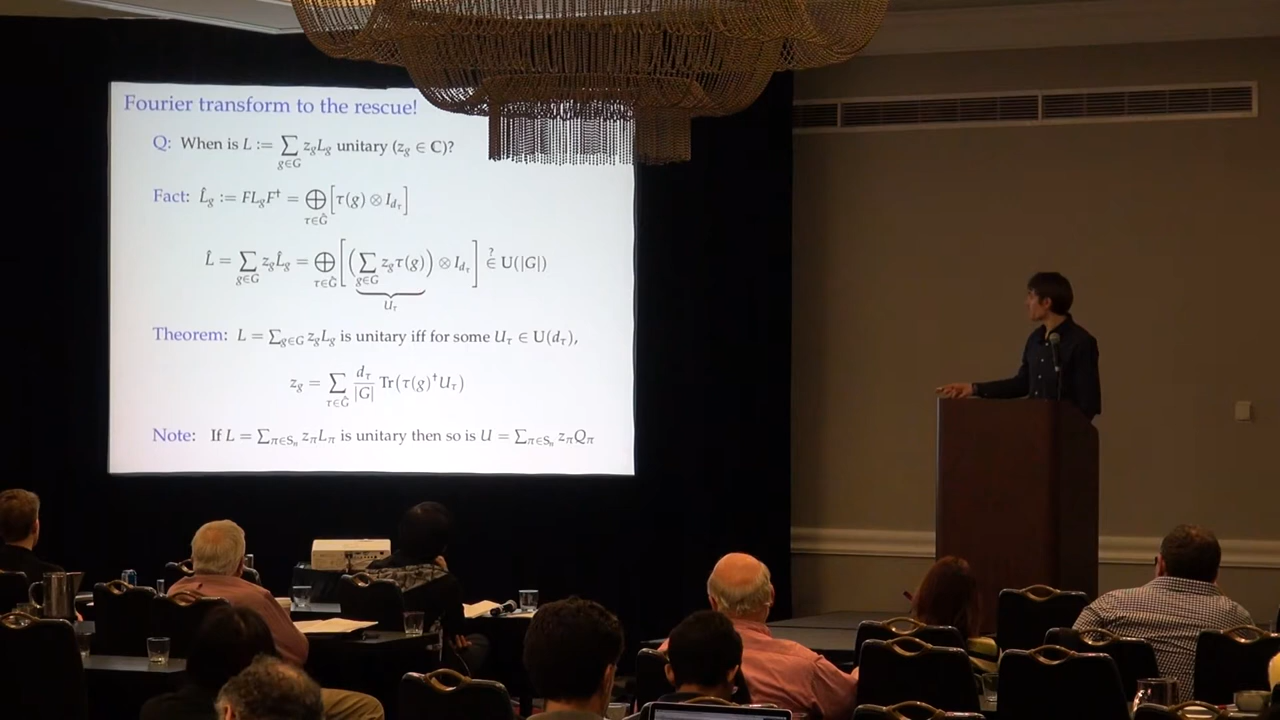 Fourier transform to the rescue!
Q: When is L := ∑_{g∈G} z_g L_g unitary (z_g ∈ ℂ)?
Fact: L̂_g := F L_g F† = ⊕_{τ∈Ĝ} [τ(g) ⊗ I_{d_τ}]
L̂ = ∑_{g∈G} z_g L̂_g = ⊕_{τ∈Ĝ} [(∑_{g∈G} z_g τ(g)) ⊗ I_{d_τ}] ∈? U(|G|)
U_τ
Theorem: L = ∑_{g∈G} z_g L_g is unitary iff for some U_τ ∈ U(d_τ),
z_g = ∑_{τ∈Ĝ} d_τ/|G| Tr(τ(g)† U_τ)
Note: If L = ∑_{π∈S_n} z_π L_π is unitary then so is U = ∑_{π∈S_n} z_π Q_π